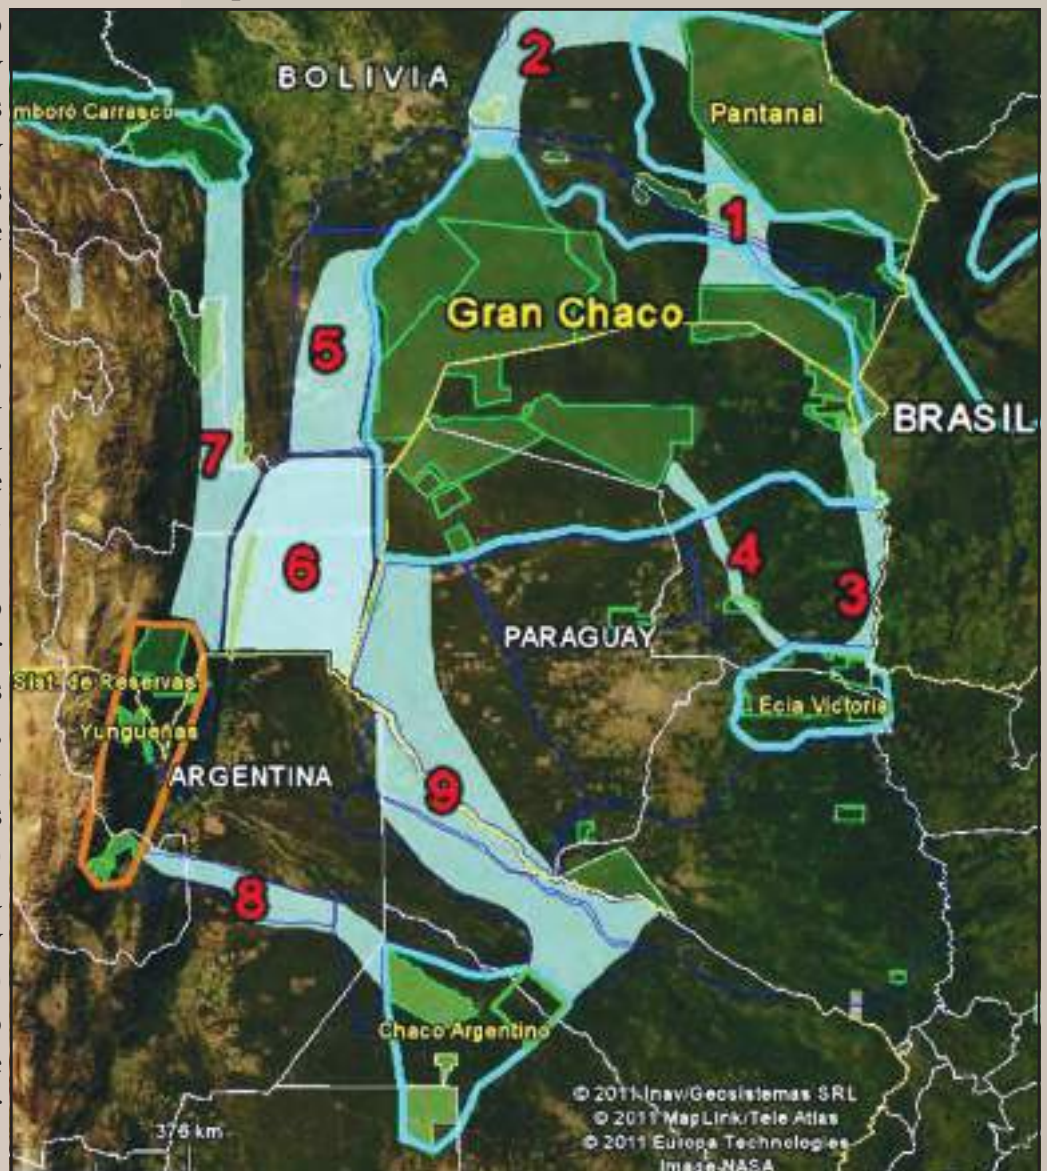 2
BOLIVIA
mboró Carrasco
Pantanal
1
Gran Chaco
5
BRASIL
7
6
4
3
PARAGUAY
Sist. de Reservas
Yungueñas
Ecia Victoria
ARGENTINA
9
8
Chaco Argentino
© 2011 Inav/Geosistemas SRL
© 2011 MapLink/Tele Atlas
© 2011 Europa Technologies
Image NASA
376 km